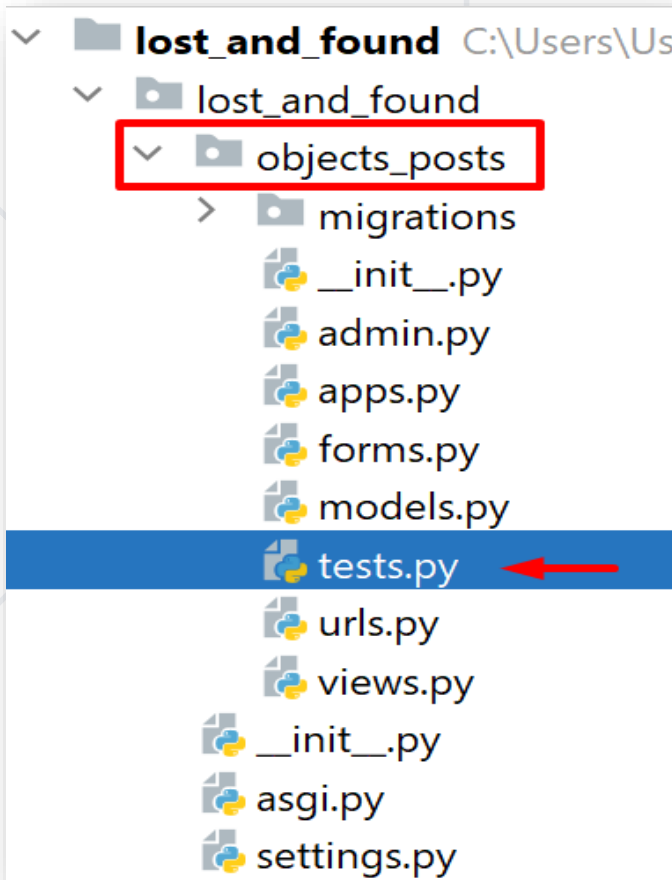 lost_and_found C:\Users\Us
lost_and_found
objects_posts
migrations
__init__.py
admin.py
apps.py
forms.py
models.py
tests.py
urls.py
views.py
__init__.py
asgi.py
settings.py